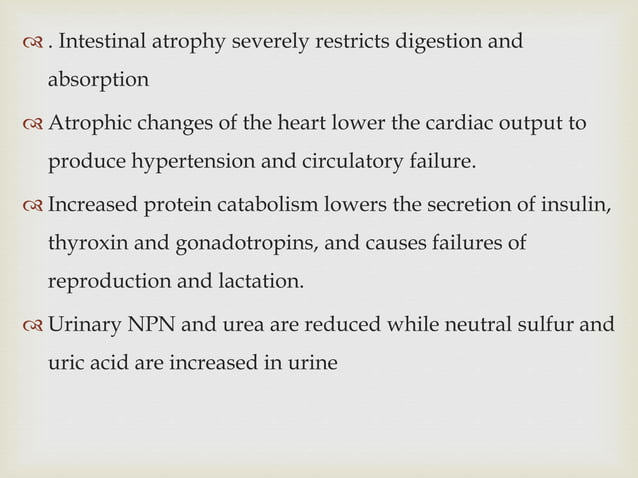 . Intestinal atrophy severely restricts digestion and
absorption
Atrophic changes of the heart lower the cardiac output to
produce hypertension and circulatory failure.
Increased protein catabolism lowers the secretion of insulin,
thyroxin and gonadotropins, and causes failures of
reproduction and lactation.
Urinary NPN and urea are reduced while neutral sulfur and
uric acid are increased in urine